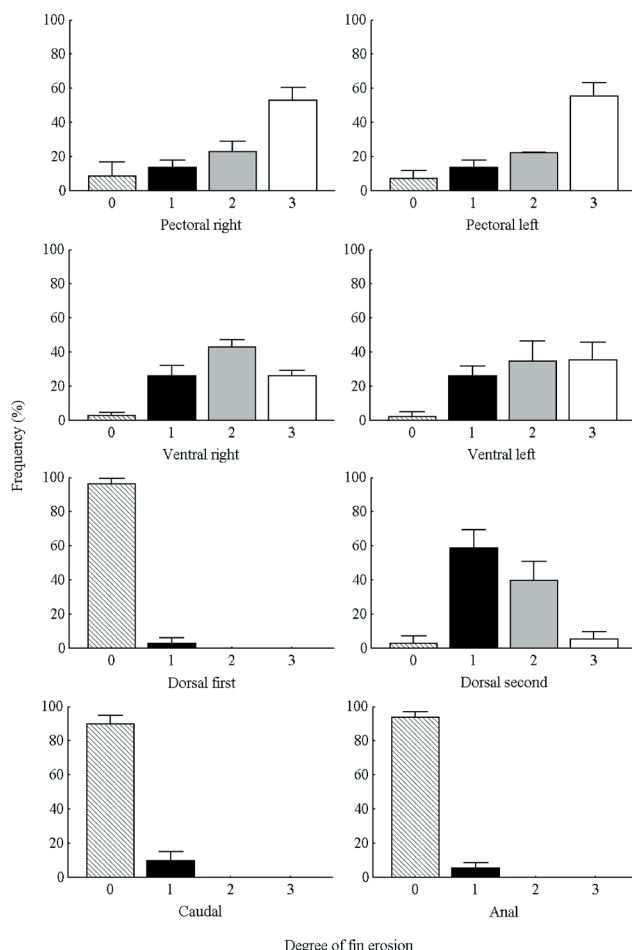 100
80
60
40
20
0
0 1 2 3
Pectoral right
100
80
60
40
20
0
0 1 2 3
Pectoral left
100
80
60
40
20
0
0 1 2 3
Ventral right
100
80
60
40
20
0
0 1 2 3
Ventral left
Frequency (%)
100
80
60
40
20
0
0 1 2 3
Dorsal first
100
80
60
40
20
0
0 1 2 3
Dorsal second
100
80
60
40
20
0
0 1 2 3
Caudal
100
80
60
40
20
0
0 1 2 3
Anal
Degree of fin erosion